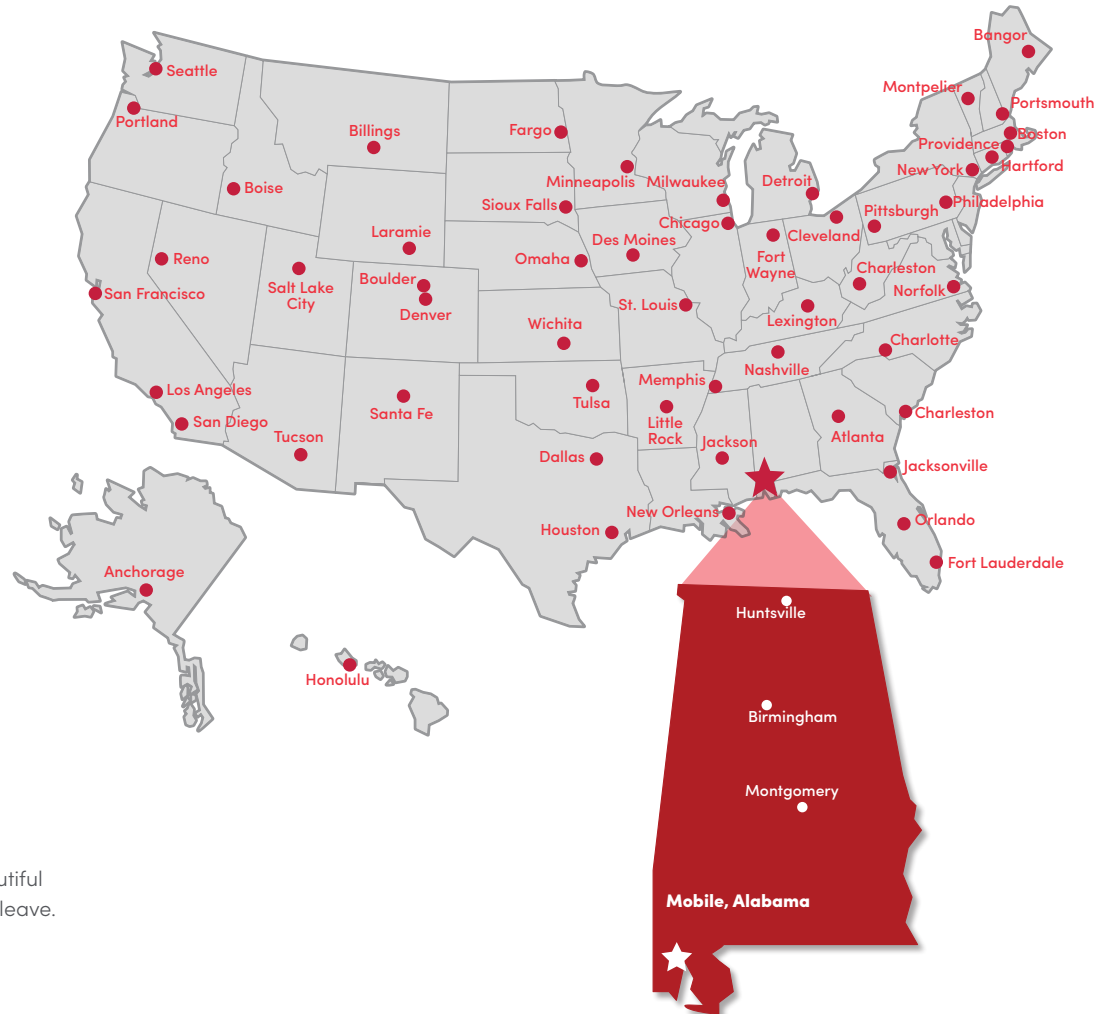 Bangor
Seattle
Montpelier
Portsmouth
Portland
Billings
Fargo
Boston
Providence
Hartford
New York
Minneapolis
Milwaukee
Detroit
Boise
Sioux Falls
Philadelphia
Pittsburgh
Chicago
Laramie
Des Moines
Cleveland
Reno
Omaha
Fort
Wayne
Charleston
Boulder
Salt Lake
City
Norfolk
San Francisco
St. Louis
Denver
Lexington
Wichita
Charlotte
Nashville
Memphis
Los Angeles
Tulsa
Santa Fe
Little
Rock
Charleston
San Diego
Tucson
Jackson
Atlanta
Dallas
Jacksonville
New Orleans
Orlando
Houston
Fort Lauderdale
Anchorage
Huntsville
Honolulu
Birmingham
Montgomery
utiful
leave.
Mobile, Alabama